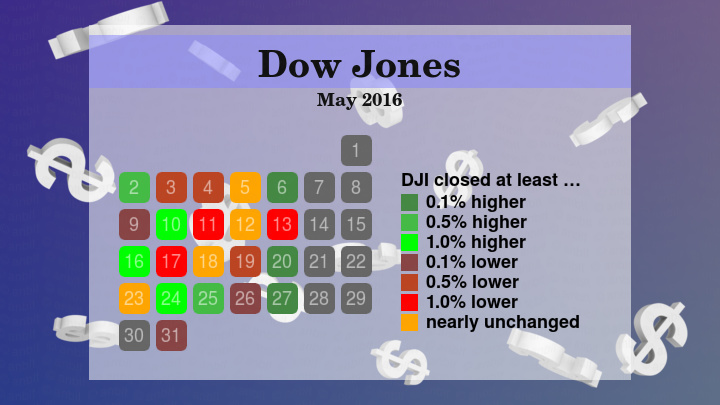 Dow Jones
May 2016
1
2 3 4 5 6 7 8
9 10 11 12 13 14 15
16 17 18 19 20 21 22
23 24 25 26 27 28 29
30 31
DJI closed at least ...
0.1% higher
0.5% higher
1.0% higher
0.1% lower
0.5% lower
1.0% lower
nearly unchanged